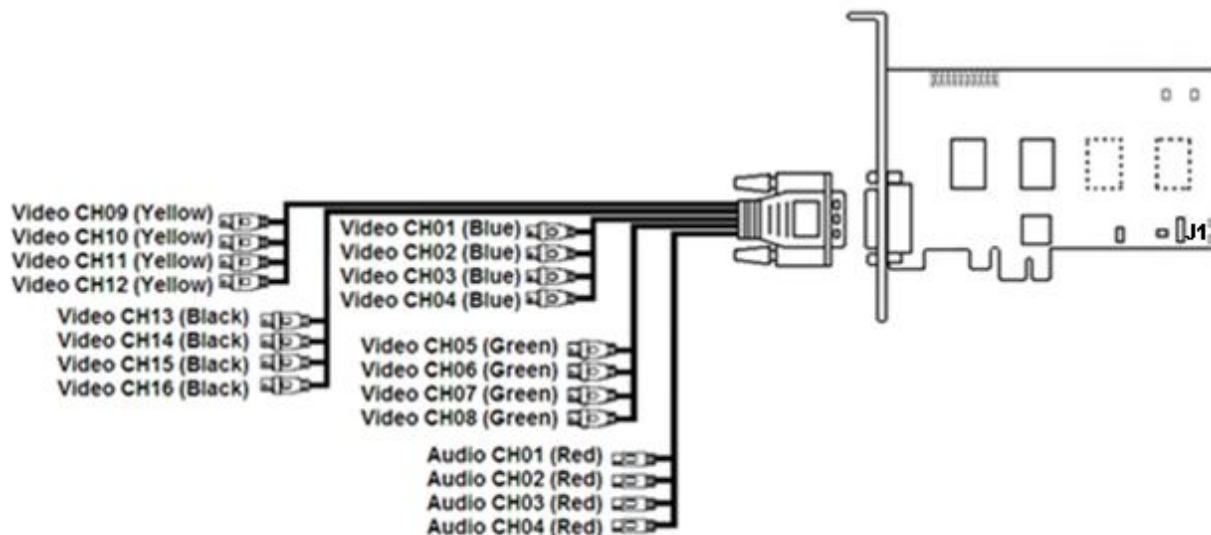 Video CH09 (Yellow)
Video CH10 (Yellow)
Video CH11 (Yellow)
Video CH12 (Yellow)
Video CH13 (Black)
Video CH14 (Black)
Video CH15 (Black)
Video CH16 (Black)
Video CH01 (Blue)
Video CH02 (Blue)
Video CH03 (Blue)
Video CH04 (Blue)
Video CH05 (Green)
Video CH06 (Green)
Video CH07 (Green)
Video CH08 (Green)
Audio CH01 (Red)
Audio CH02 (Red)
Audio CH03 (Red)
Audio CH04 (Red)
J1